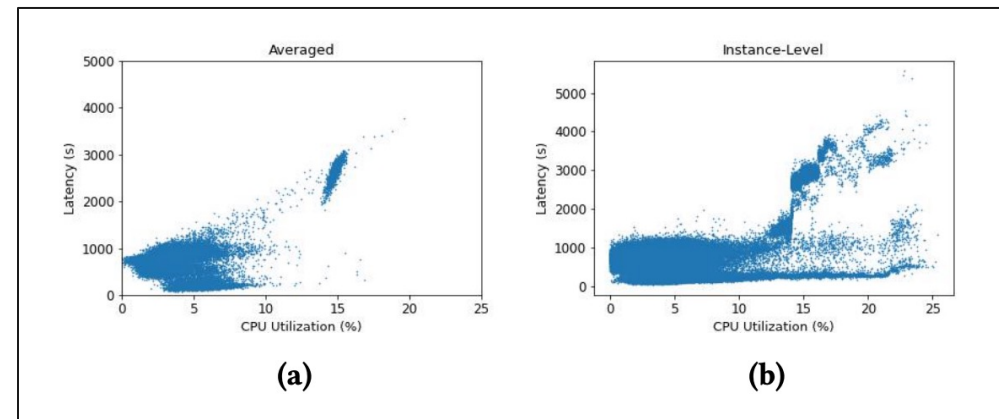 Averaged
5000
4000
3000
2000
1000
0
0 5 10 15 20 25
Latency (s)
CPU Utilization (%)
(a)
Instance-Level
5000
4000
3000
2000
1000
0
0 5 10 15 20 25
Latency (s)
CPU Utilization (%)
(b)